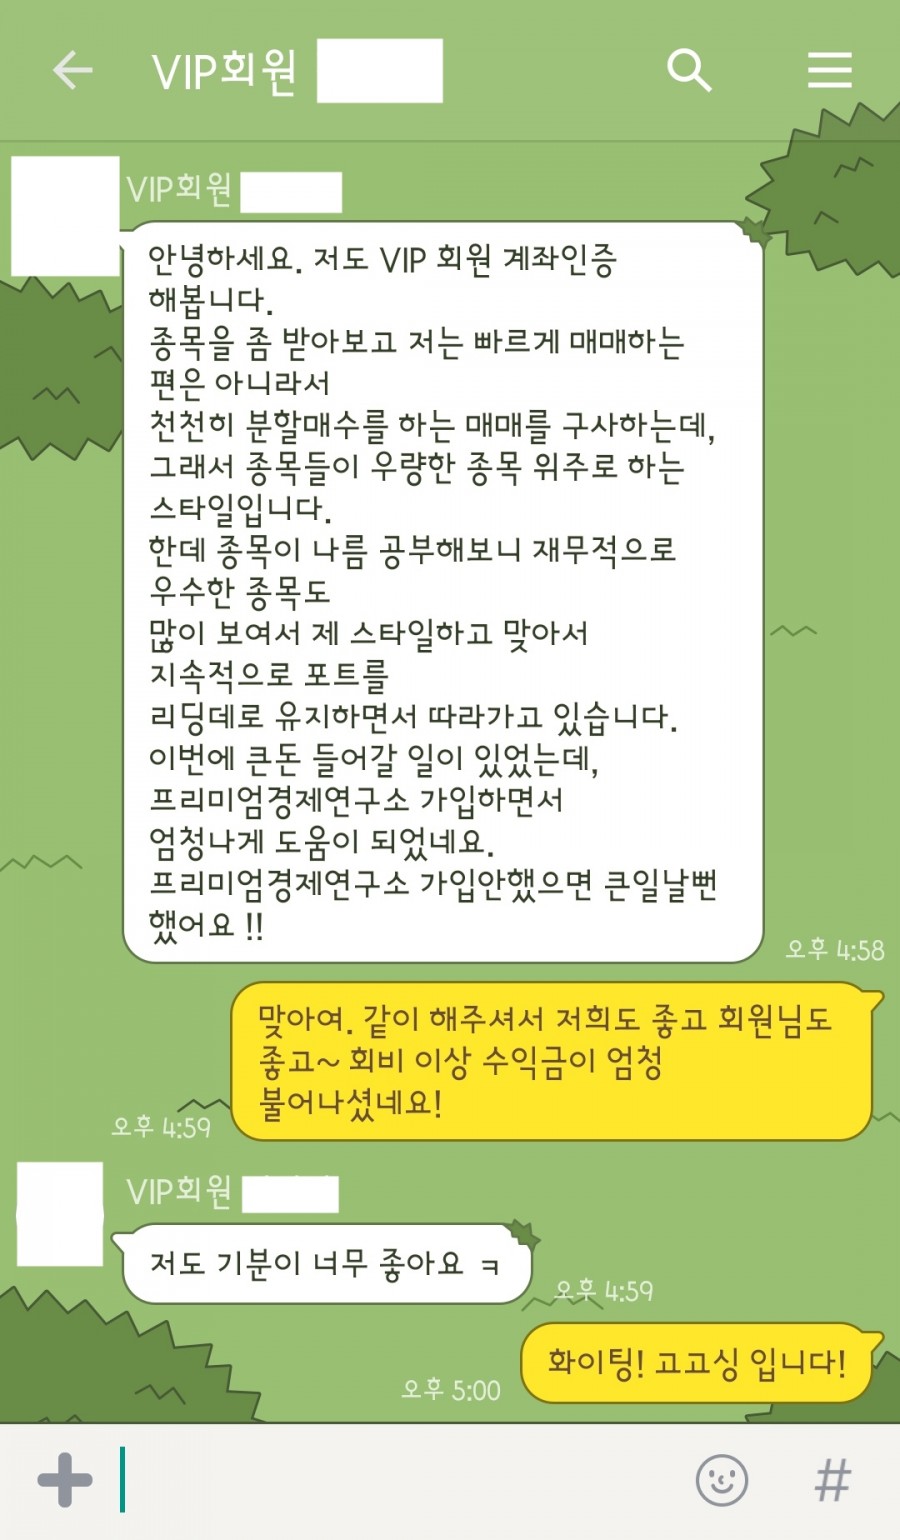 VIP회원
VIP회원
안녕하세요. 저도 VIP 회원 계좌인증
해봅니다.
종목을 좀 받아보고 저는 빠르게 매매하는
편은 아니라서
천천히 분할매수를 하는 매매를 구사하는데,
그래서 종목들이 우량한 종목 위주로 하는
스타일입니다.
한데 종목이 나름 공부해보니 재무적으로
우수한 종목도
많이 보여서 제 스타일하고 맞아서
지속적으로 포트를
리딩데로 유지하면서 따라가고 있습니다.
이번에 큰돈 들어갈 일이 있었는데,
프리미엄경제연구소 가입하면서
엄청나게 도움이 되었네요.
프리미엄경제연구소 가입안했으면 큰일날뻔
했어요 !!
오후 4:58
맞아여. 같이 해주셔서 저희도 좋고 회원님도
좋고~ 회비 이상 수익금이 엄청
불어나셨네요!
오후 4:59
VIP회원
저도 기분이 너무 좋아요 ㅋ
오후 4:59
화이팅! 고고싱 입니다!
오후 5:00
#